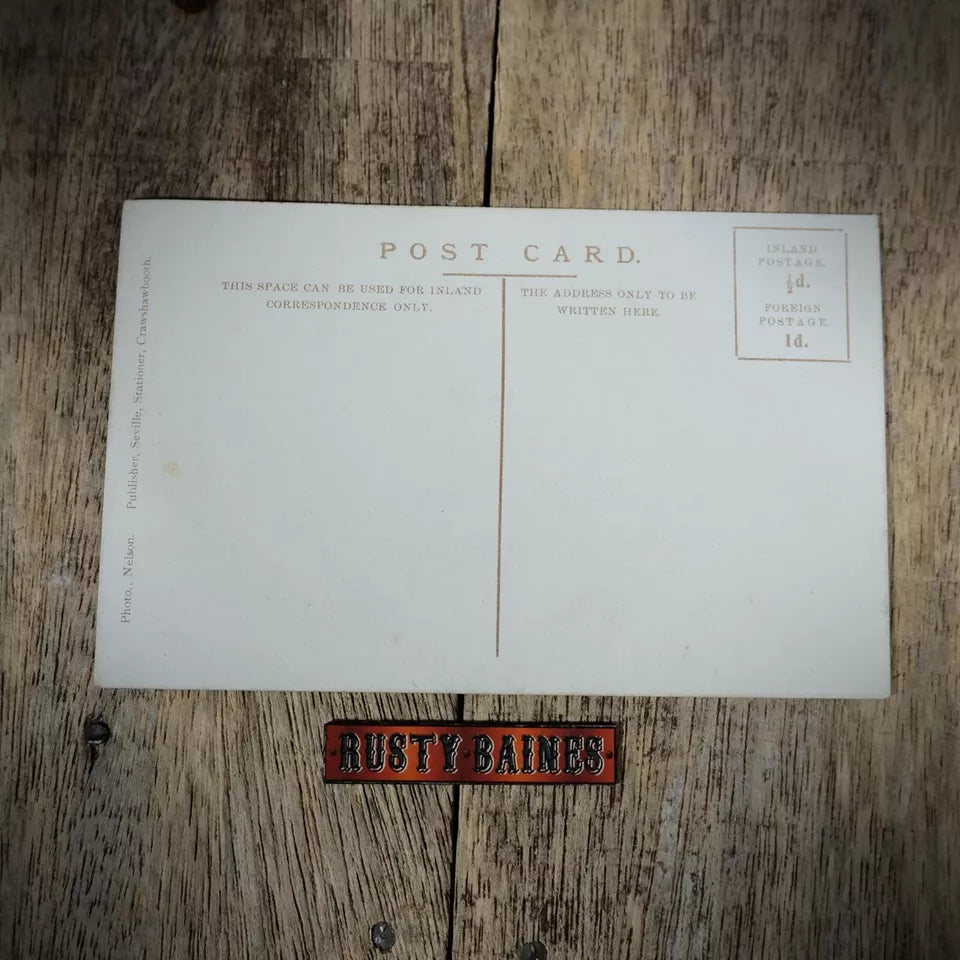 POST CARD.
THIS SPACE CAN BE USED FOR INLAND
CORRESPONDENCE ONLY.
THE ADDRESS ONLY TO BE
WRITTEN HERE.
INLAND
POSTAGE.
½d.
FOREIGN
POSTAGE.
1d.
Photo., Nelson. Publisher, Seville, Stationer, Crawshawbooth.
RUSTY BAINES